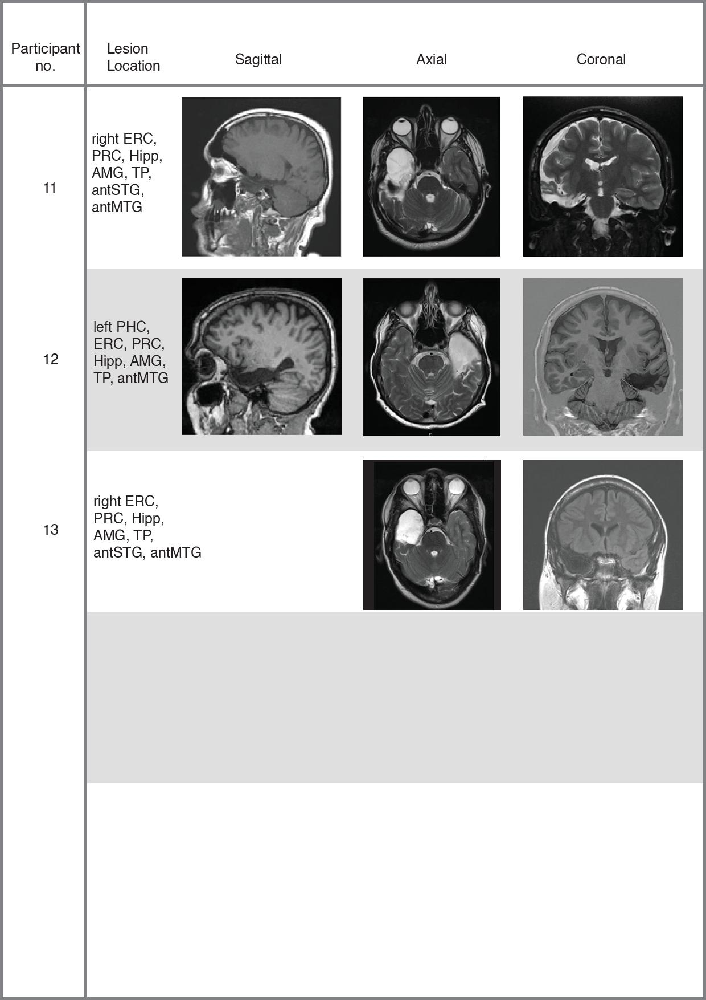 Participant
no.
Lesion
Location
Sagittal
Axial
Coronal
11
right ERC,
PRC, Hipp,
AMG, TP,
antSTG,
antMTG
12
left PHC,
ERC, PRC,
Hipp, AMG,
TP, antMTG
13
right ERC,
PRC, Hipp,
AMG, TP,
antSTG, antMTG